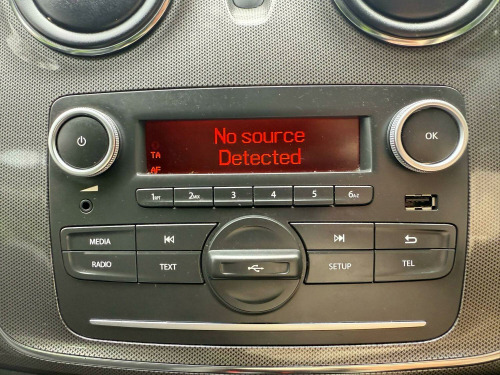 No source
Detected
TA
AF
OK
1 2 3 4 5 6
MEDIA
RADIO
TEXT
SETUP
TEL